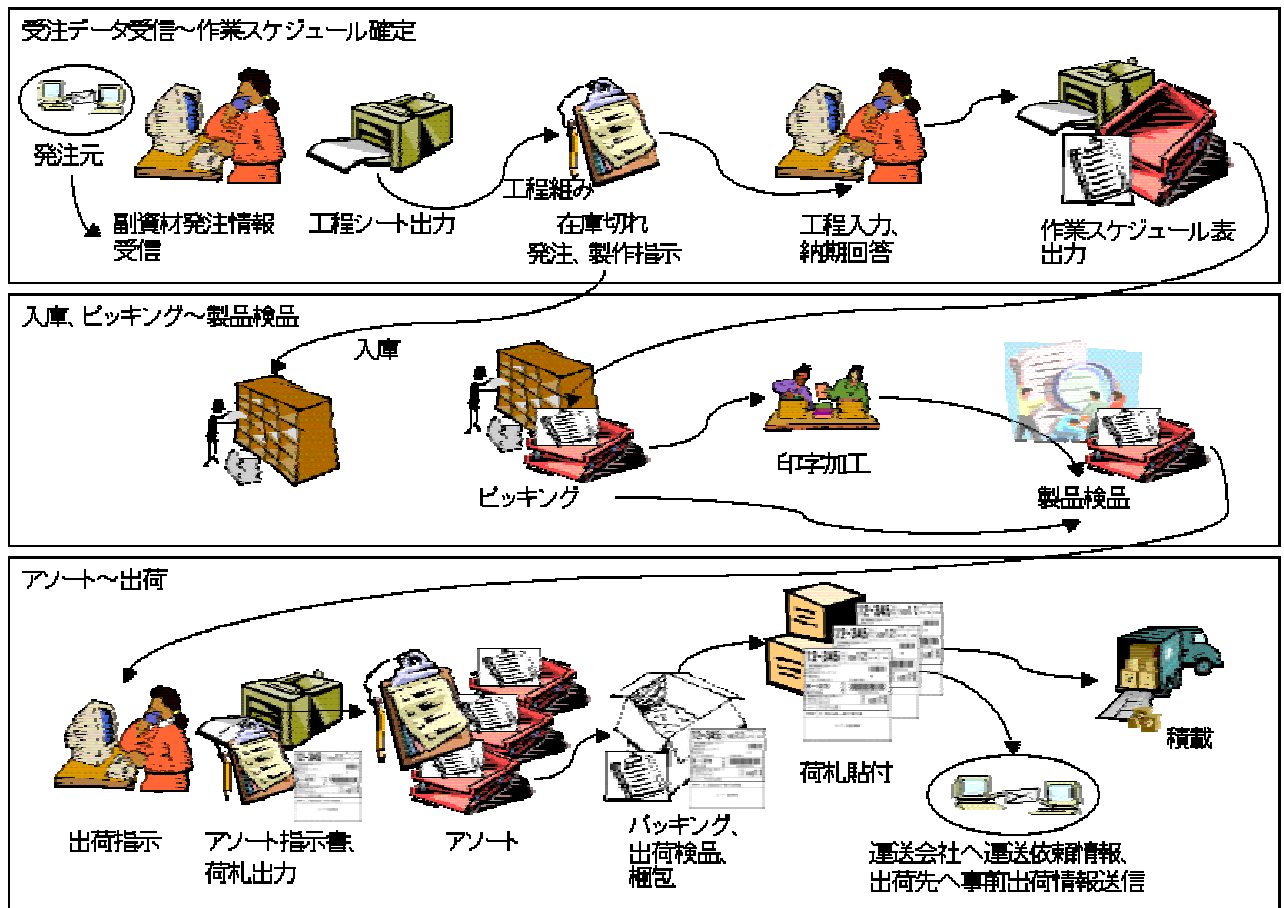 受注データ受信～作業スケジュール確定
発注元
副資材発注情報
受信
工程シート出力
工程組み
在庫切れ
発注、製作指示
工程入力、
納期回答
作業スケジュール表
出力
入庫、ピッキング～製品検品
入庫
ピッキング
印字加工
製品検品
アソート～出荷
出荷指示
アソート指示書、
荷札出力
アソート
パッキング、
出荷検品、
梱包
荷札貼付
12-345
12-345
12-345
積載
運送会社へ運送依頼情報、
出荷先へ事前出荷情報送信